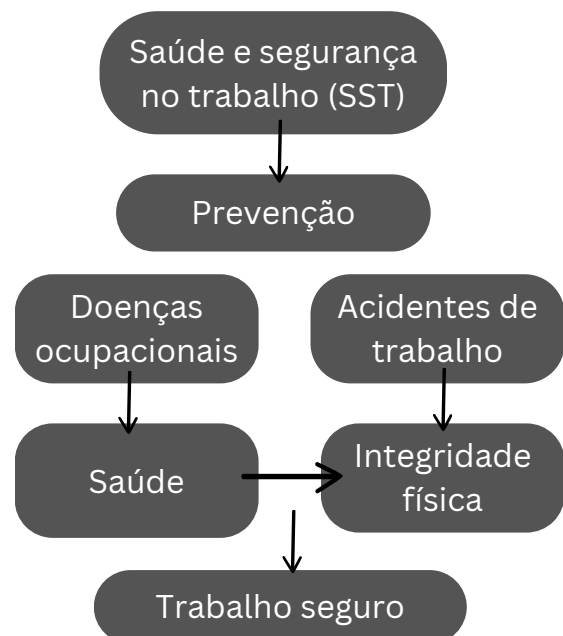 Saúde e segurança
no trabalho (SST)
Prevenção
Doenças
ocupacionais
Acidentes de
trabalho
Saúde
Integridade
física
Trabalho seguro